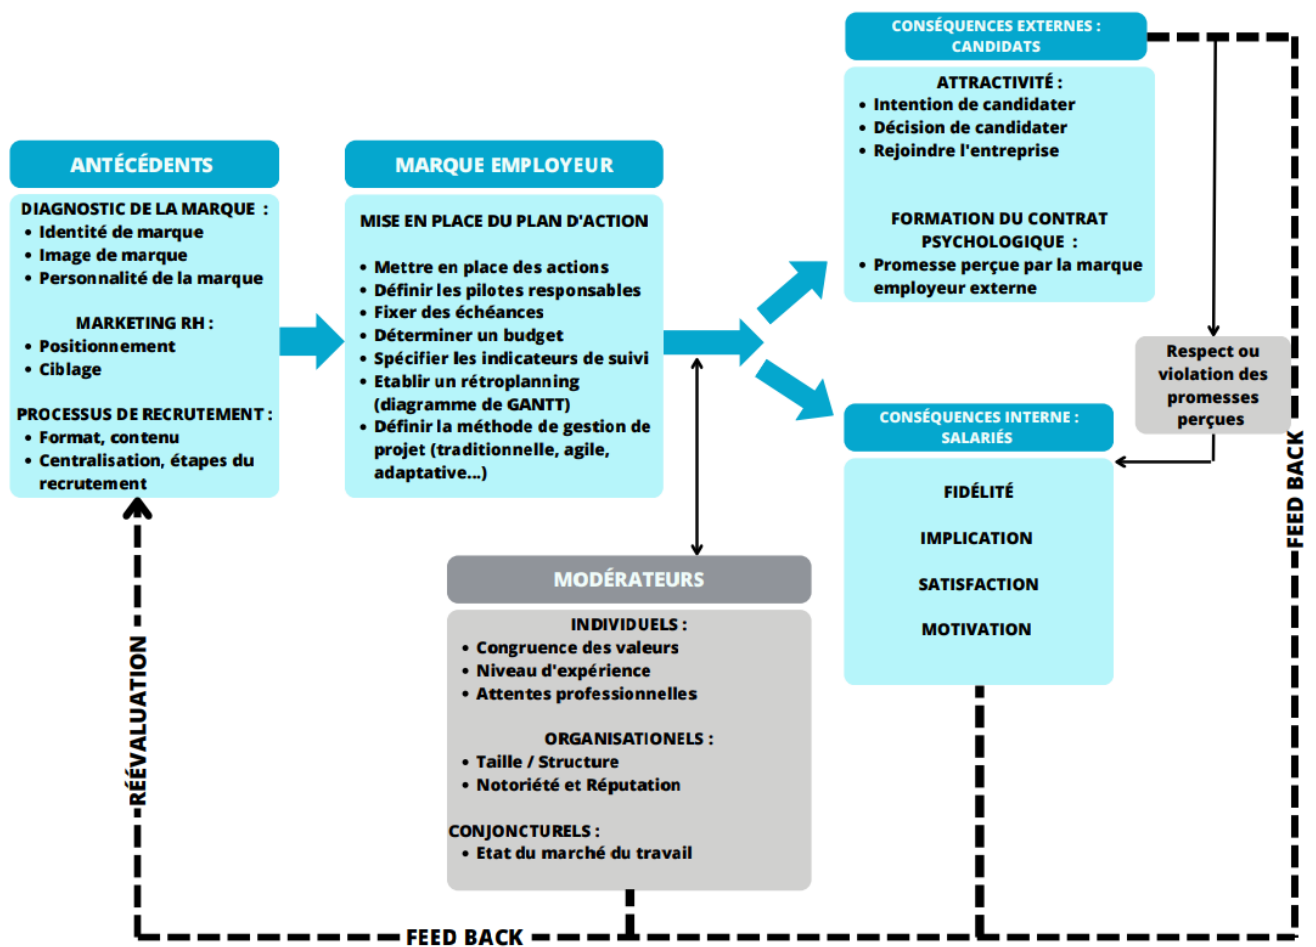 ANTÉCÉDENTS
DIAGNOSTIC DE LA MARQUE :
• Identité de marque
• Image de marque
• Personnalité de la marque
MARKETING RH :
• Positionnement
• Ciblage
PROCESSUS DE RECRUTEMENT :
• Format, contenu
• Centralisation, étapes du
recrutement
MARQUE EMPLOYEUR
MISE EN PLACE DU PLAN D'ACTION
• Mettre en place des actions
• Définir les pilotes responsables
• Fixer des échéances
• Déterminer un budget
• Spécifier les indicateurs de suivi
• Etablir un rétroplanning
(diagramme de GANTT)
• Définir la méthode de gestion de
projet (traditionnelle, agile,
adaptative...)
CONSÉQUENCES EXTERNES :
CANDIDATS
ATTRACTIVITÉ :
• Intention de candidater
• Décision de candidater
• Rejoindre l'entreprise
FORMATION DU CONTRAT
PSYCHOLOGIQUE :
• Promesse perçue par la marque
employeur externe
Respect ou
violation des
promesses
perçues
CONSÉQUENCES INTERNE :
SALARIÉS
FIDÉLITÉ
IMPLICATION
SATISFACTION
MOTIVATION
MODÉRATEURS
INDIVIDUELS :
• Congruence des valeurs
• Niveau d'expérience
• Attentes professionnelles
ORGANISATIONELS :
• Taille / Structure
• Notoriété et Réputation
CONJONCTURELS :
• Etat du marché du travail
FEED BACK
FEED BACK
RÉÉVALUATION